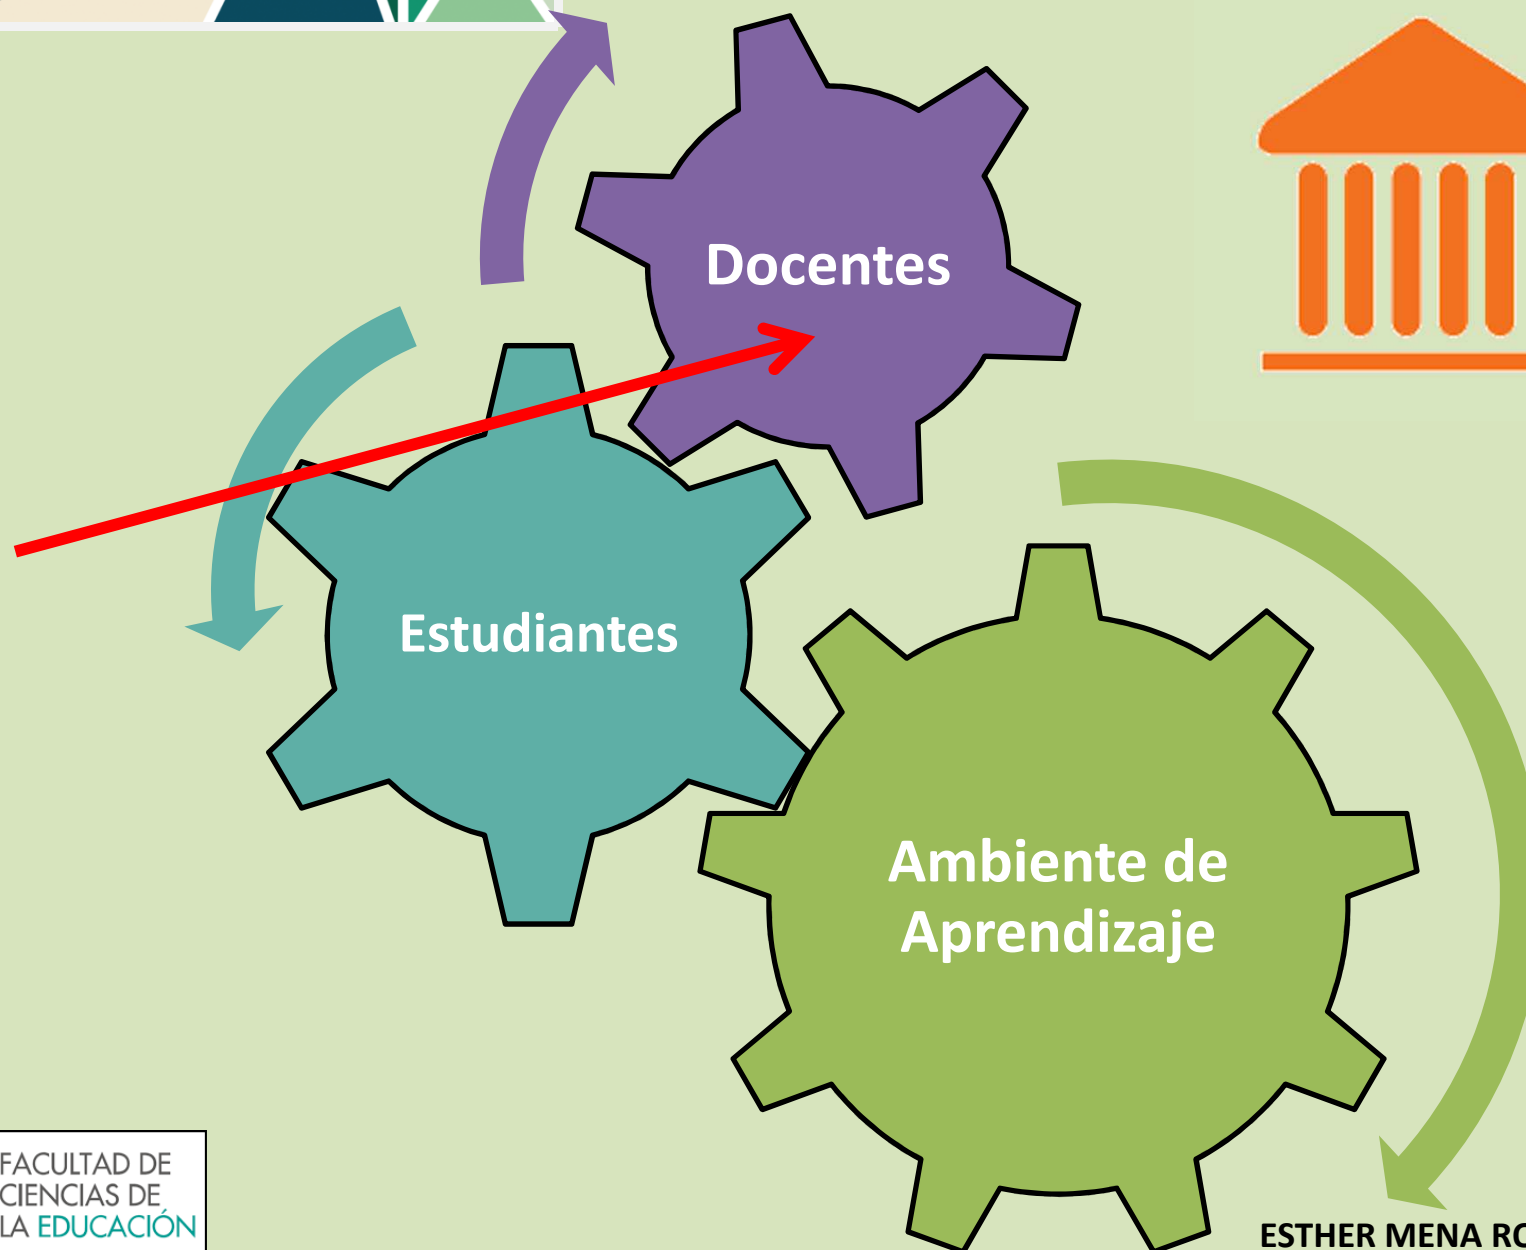 Docentes
Estudiantes
Ambiente de
Aprendizaje
FACULTAD DE
CIENCIAS DE
LA EDUCACIÓN
ESTHER MENA